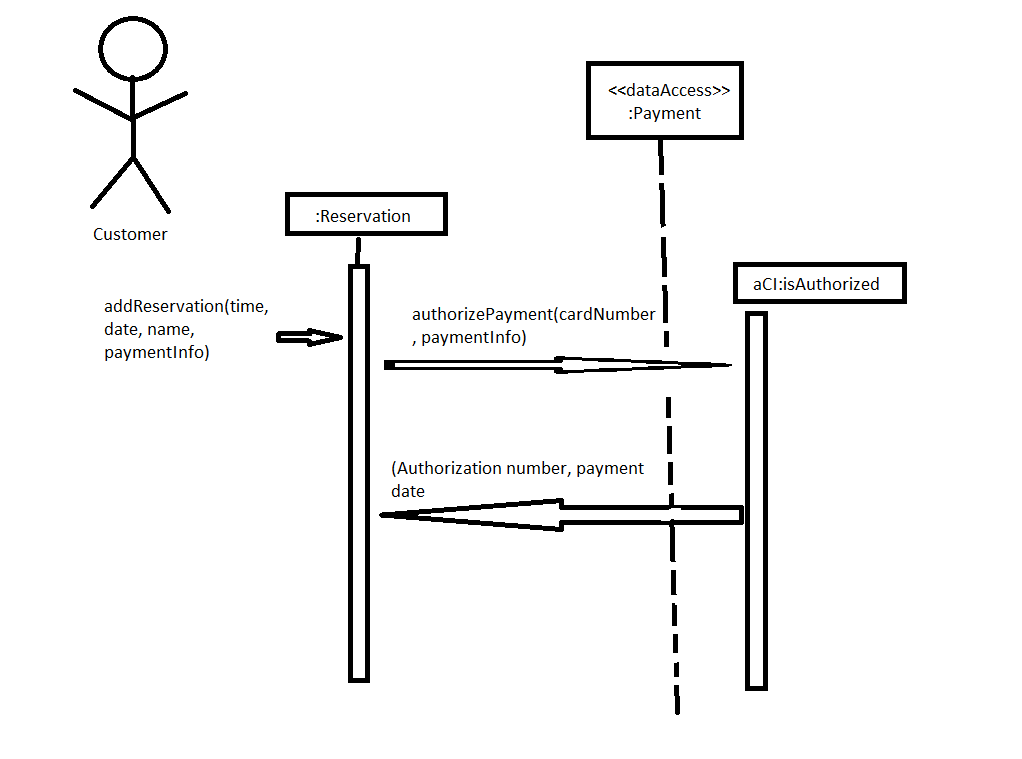 <<dataAccess>>
:Payment
:Reservation
Customer
aCI:isAuthorized
addReservation(time,
date, name,
paymentInfo)
authorizePayment(cardNumber
, paymentInfo)
(Authorization number, payment
date